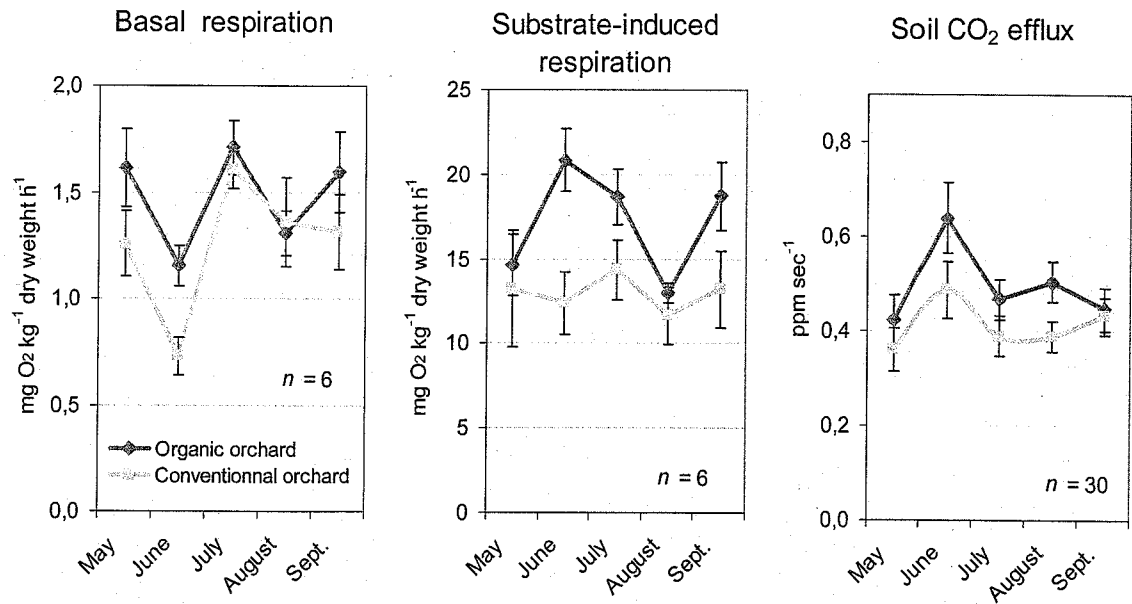 Basal respiration
mg O2 kg-1 dry weight h-1
2,0
1,5
1,0
0,5
0,0
n = 6
Organic orchard
Conventionnal orchard
May
June
July
August
Sept.
Substrate-induced
respiration
mg O2 kg-1 dry weight h-1
25
20
15
10
5
0
n = 6
May
June
July
August
Sept.
Soil CO2 efflux
ppm sec-1
0,8
0,6
0,4
0,2
0,0
n = 30
May
June
July
August
Sept.